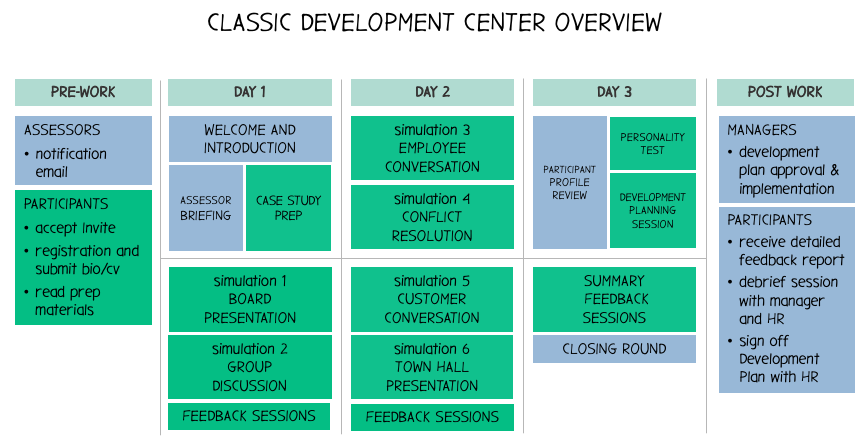 CLASSIC DEVELOPMENT CENTER OVERVIEW
PRE-WORK
ASSESSORS
• notification
email
PARTICIPANTS
• accept Invite
• registration and
submit bio/cv
• read prep
materials
DAY 1
WELCOME AND
INTRODUCTION
ASSESSOR
BRIEFING
CASE STUDY
PREP
simulation 1
BOARD
PRESENTATION
simulation 2
GROUP
DISCUSSION
FEEDBACK SESSIONS
DAY 2
simulation 3
EMPLOYEE
CONVERSATION
simulation 4
CONFLICT
RESOLUTION
simulation 5
CUSTOMER
CONVERSATION
simulation 6
TOWN HALL
PRESENTATION
FEEDBACK SESSIONS
DAY 3
PARTICIPANT
PROFILE
REVIEW
PERSONALITY
TEST
DEVELOPMENT
PLANNING
SESSION
SUMMARY
FEEDBACK
SESSIONS
CLOSING ROUND
POST WORK
MANAGERS
• development
plan approval &
implementation
PARTICIPANTS
• receive detailed
feedback report
• debrief session
with manager
and HR
• sign off
Development
Plan with HR